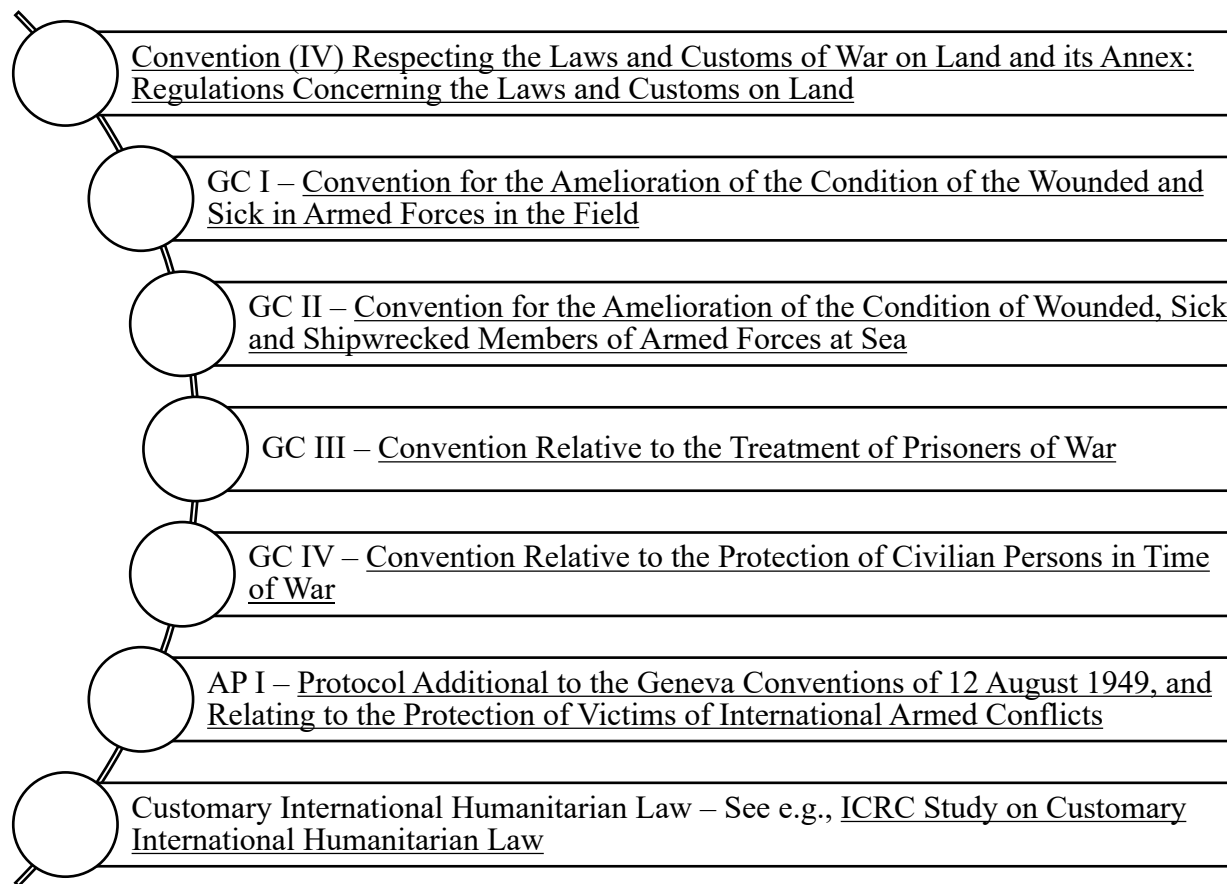 Convention (IV) Respecting the Laws and Customs of War on Land and its Annex:
Regulations Concerning the Laws and Customs on Land
GC I – Convention for the Amelioration of the Condition of the Wounded and
Sick in Armed Forces in the Field
GC II – Convention for the Amelioration of the Condition of Wounded, Sick
and Shipwrecked Members of Armed Forces at Sea
GC III – Convention Relative to the Treatment of Prisoners of War
GC IV – Convention Relative to the Protection of Civilian Persons in Time
of War
AP I – Protocol Additional to the Geneva Conventions of 12 August 1949, and
Relating to the Protection of Victims of International Armed Conflicts
Customary International Humanitarian Law – See e.g., ICRC Study on Customary
International Humanitarian Law